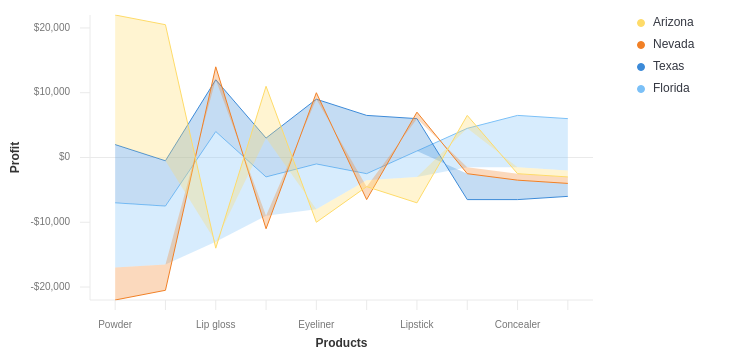 $20,000
$10,000
$0
-$10,000
-$20,000
Profit
Powder
Lip gloss
Eyeliner
Lipstick
Concealer
Products
Arizona
Nevada
Texas
Florida